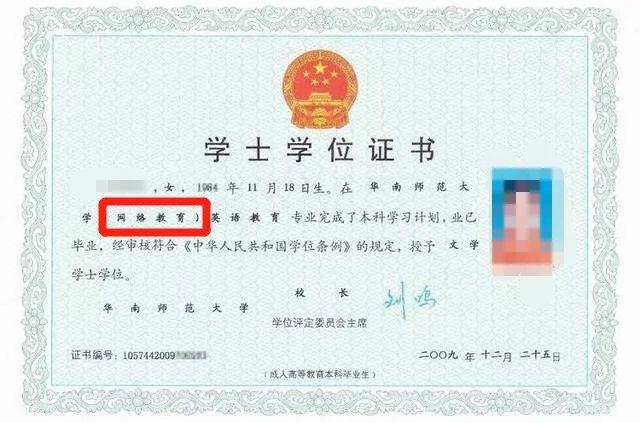 学士学位证书
，女，1984 年 11 月 18 日生。在 华南师范大
学（网络教育）英语教育 专业完成了本科学习计划，业已
毕业，经审核符合《中华人民共和国学位条例》的规定，授予 文学
学士学位。
华南师范大学
校 长
刘鸣
学位评定委员会主席
证书编号：1057442009
二〇〇九 年 十二 月 二十五 日
（成人高等教育本科毕业生）